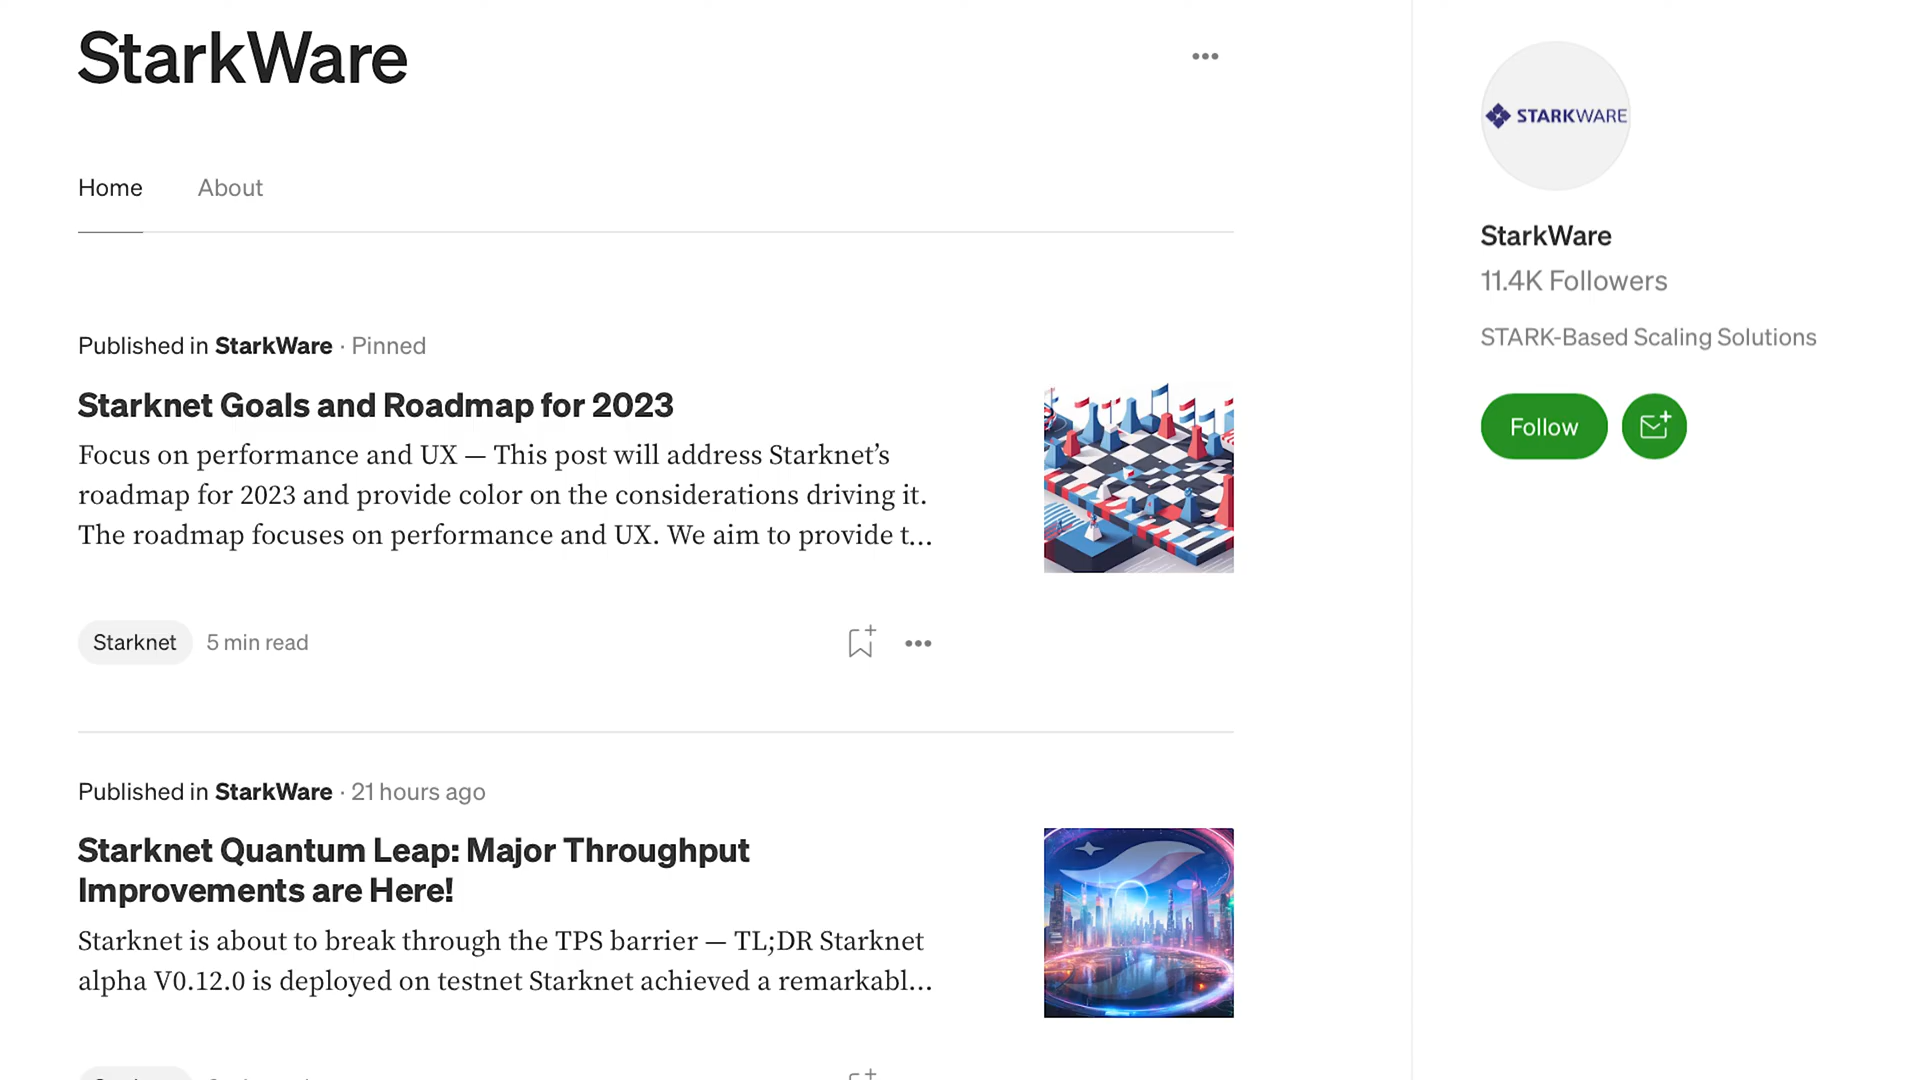 StarkWare
Home
About
Published in StarkWare · Pinned
Starknet Goals and Roadmap for 2023
Focus on performance and UX — This post will address Starknet’s
roadmap for 2023 and provide color on the considerations driving it.
The roadmap focuses on performance and UX. We aim to provide t...
Starknet
5 min read
Published in StarkWare · 21 hours ago
Starknet Quantum Leap: Major Throughput
Improvements are Here!
Starknet is about to break through the TPS barrier — TL;DR Starknet
alpha V0.12.0 is deployed on testnet Starknet achieved a remarkabl...
STARKWARE
StarkWare
11.4K Followers
STARK-Based Scaling Solutions
Follow